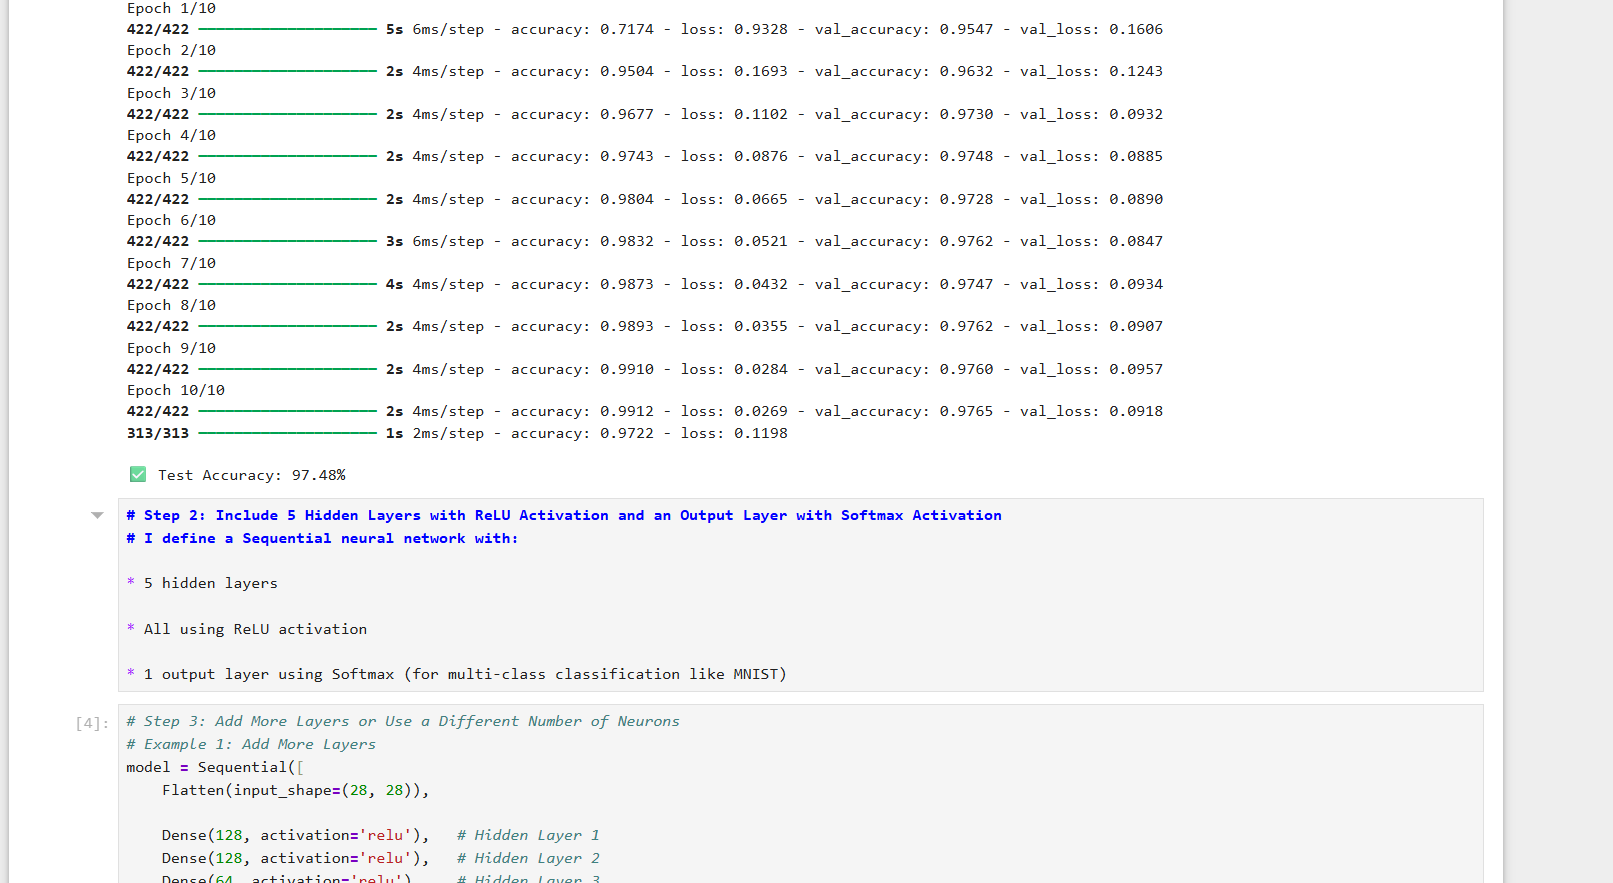 Epoch 1/10
422/422 5s 6ms/step - accuracy: 0.7174 - loss: 0.9328 - val_accuracy: 0.9547 - val_loss: 0.1606
Epoch 2/10
422/422 2s 4ms/step - accuracy: 0.9504 - loss: 0.1693 - val_accuracy: 0.9632 - val_loss: 0.1243
Epoch 3/10
422/422 2s 4ms/step - accuracy: 0.9677 - loss: 0.1102 - val_accuracy: 0.9730 - val_loss: 0.0932
Epoch 4/10
422/422 2s 4ms/step - accuracy: 0.9743 - loss: 0.0876 - val_accuracy: 0.9748 - val_loss: 0.0885
Epoch 5/10
422/422 2s 4ms/step - accuracy: 0.9804 - loss: 0.0665 - val_accuracy: 0.9728 - val_loss: 0.0890
Epoch 6/10
422/422 3s 6ms/step - accuracy: 0.9832 - loss: 0.0521 - val_accuracy: 0.9762 - val_loss: 0.0847
Epoch 7/10
422/422 4s 4ms/step - accuracy: 0.9873 - loss: 0.0432 - val_accuracy: 0.9747 - val_loss: 0.0934
Epoch 8/10
422/422 2s 4ms/step - accuracy: 0.9893 - loss: 0.0355 - val_accuracy: 0.9762 - val_loss: 0.0907
Epoch 9/10
422/422 2s 4ms/step - accuracy: 0.9910 - loss: 0.0284 - val_accuracy: 0.9760 - val_loss: 0.0957
Epoch 10/10
422/422 2s 4ms/step - accuracy: 0.9912 - loss: 0.0269 - val_accuracy: 0.9765 - val_loss: 0.0918
313/313 1s 2ms/step - accuracy: 0.9722 - loss: 0.1198
✅ Test Accuracy: 97.48%
# Step 2: Include 5 Hidden Layers with ReLU Activation and an Output Layer with Softmax Activation
# I define a Sequential neural network with:
* 5 hidden layers
* All using ReLU activation
* 1 output layer using Softmax (for multi-class classification like MNIST)
[4]: # Step 3: Add More Layers or Use a Different Number of Neurons
# Example 1: Add More Layers
model = Sequential([
Flatten(input_shape=(28, 28)),
Dense(128, activation='relu'), # Hidden Layer 1
Dense(128, activation='relu'), # Hidden Layer 2
Dense(64, activation='relu'), # Hidden Layer 3